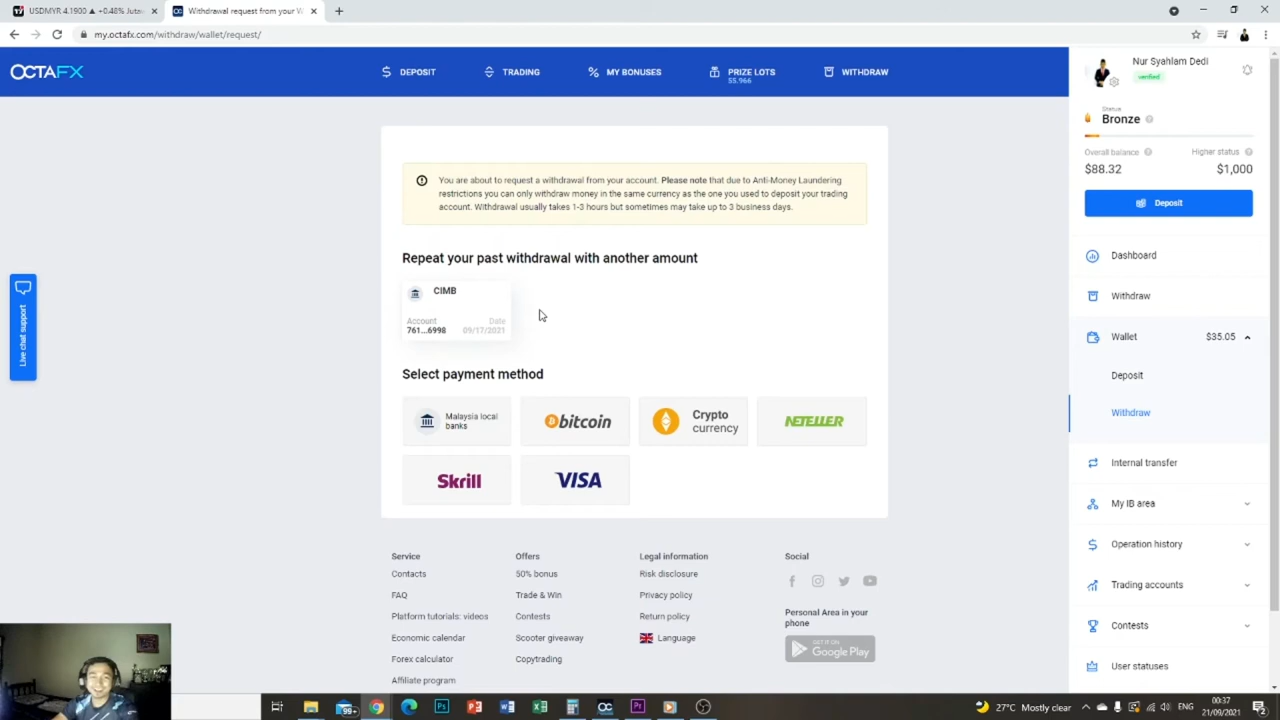 USDMYR 4.1900 ▲ +0.48%
Withdrawal request from your W
my.octafx.com/withdraw/wallet/request/
OCTAFX
DEPOSIT
TRADING
MY BONUSES
PRIZE LOTS
55.966
WITHDRAW
Nur Syahlam Dedi
verified
Status
Bronze
Overall balance
Higher status
$88.32
$1,000
Deposit
Dashboard
Withdraw
Wallet
$35.05
Deposit
Withdraw
Internal transfer
My IB area
Operation history
Trading accounts
Contests
User statuses
You are about to request a withdrawal from your account. Please note that due to Anti-Money Laundering
restrictions you can only withdraw money in the same currency as the one you used to deposit your trading
account. Withdrawal usually takes 1-3 hours but sometimes may take up to 3 business days.
Repeat your past withdrawal with another amount
CIMB
Account
Date
761...6998
09/17/2021
Select payment method
Malaysia local
banks
bitcoin
Crypto
currency
NETELLER
Skrill
VISA
Live chat support
Service
Contacts
FAQ
Platform tutorials: videos
Economic calendar
Forex calculator
Affiliate program
Offers
50% bonus
Trade & Win
Contests
Scooter giveaway
Copytrading
Legal information
Risk disclosure
Privacy policy
Return policy
Language
Social
Personal Area in your
phone
GET IT ON
Google Play
99+
27°C Mostly clear
00:37
21/09/2021
2